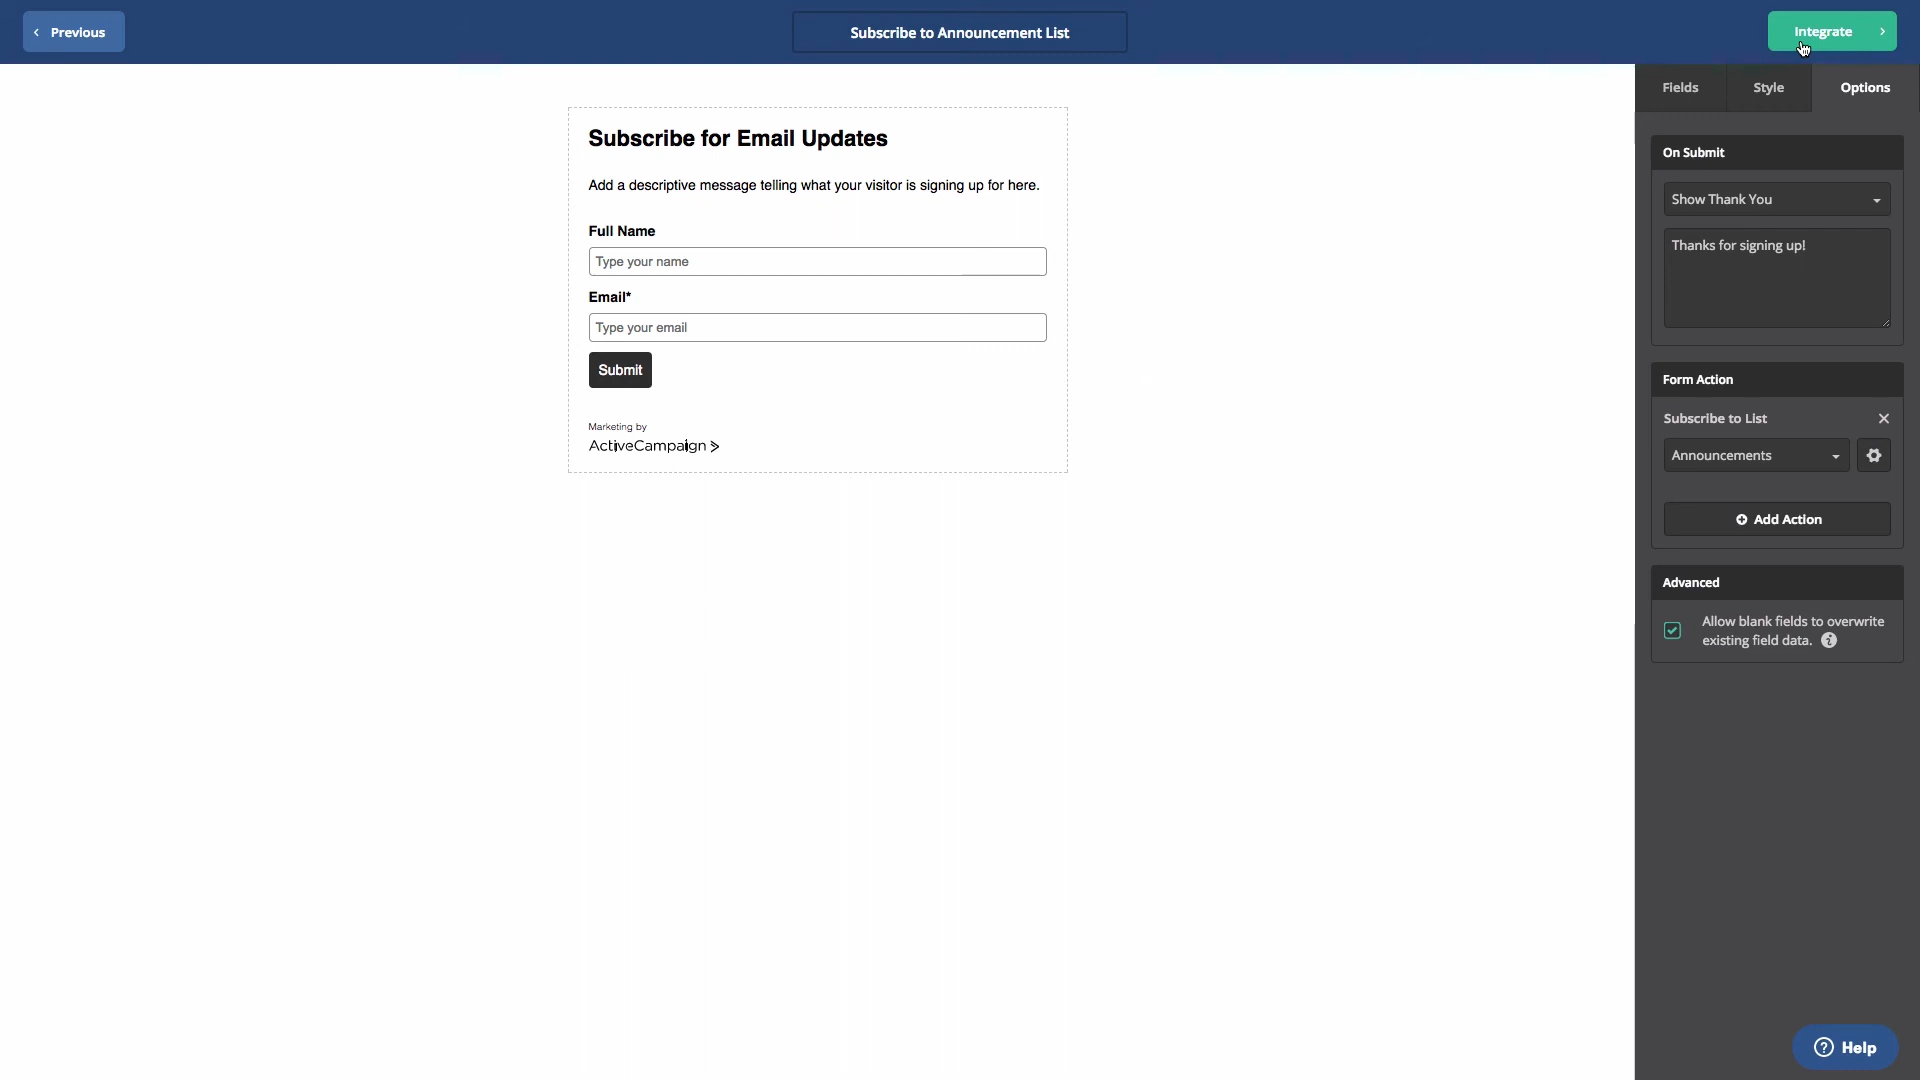 Previous
Subscribe to Announcement List
Integrate
Fields
Style
Options
Subscribe for Email Updates
Add a descriptive message telling what your visitor is signing up for here.
Full Name
Type your name
Email*
Type your email
Submit
Marketing by
ActiveCampaign >
On Submit
Show Thank You
Thanks for signing up!
Form Action
Subscribe to List
Announcements
Add Action
Advanced
Allow blank fields to overwrite
existing field data.
Help